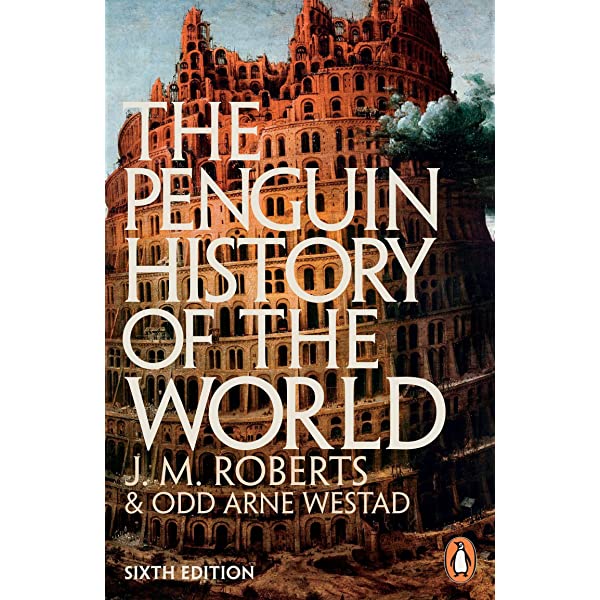 THE
PENGUIN
HISTORY
OF THE
WORLD
J. M. ROBERTS
& ODD ARNE WESTAD
SIXTH EDITION